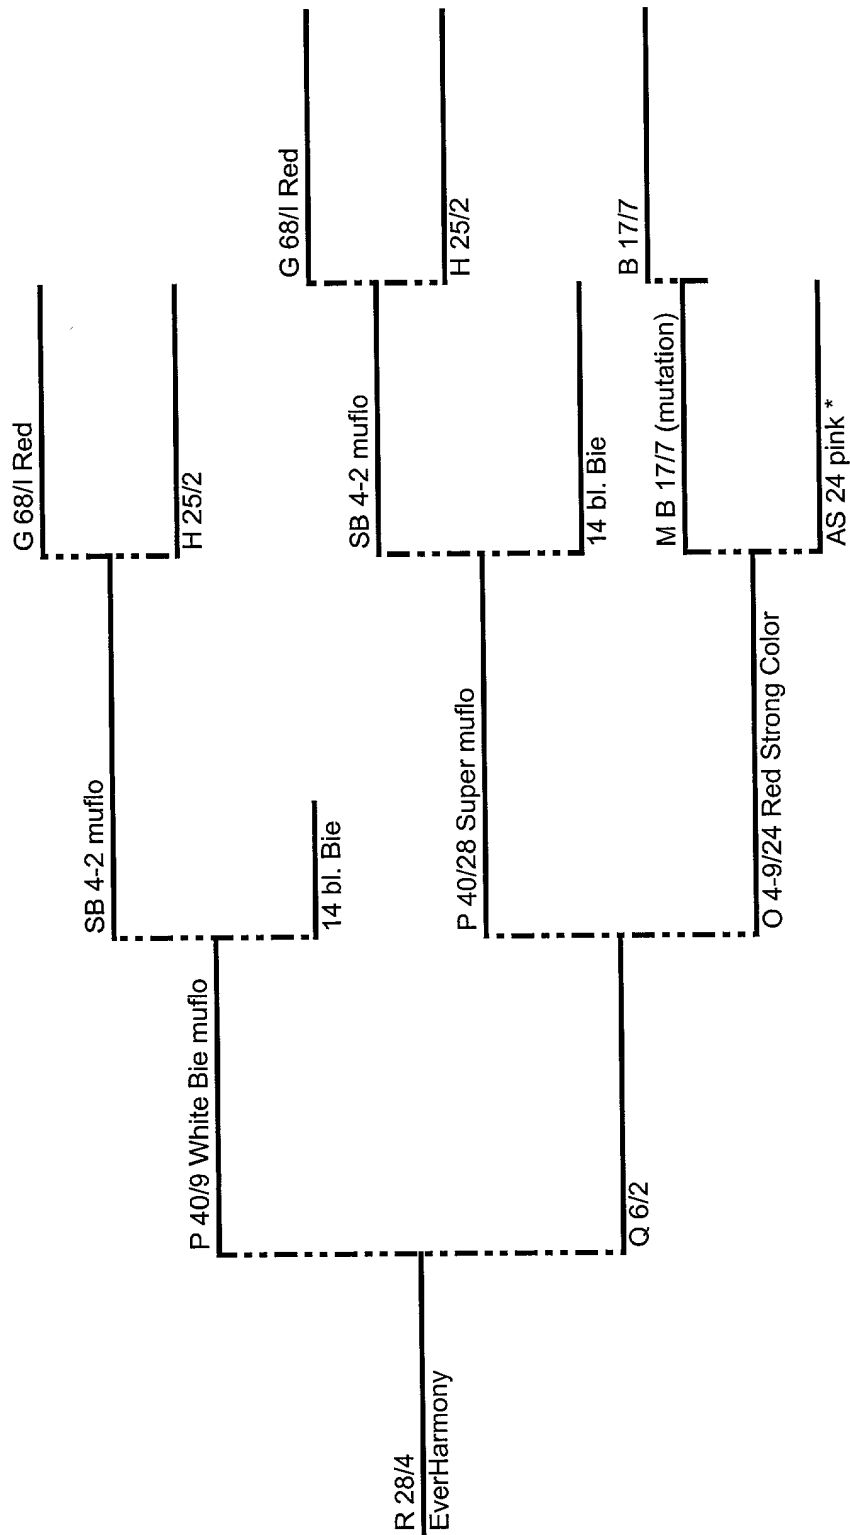 R 28/4
EverHarmony
P 40/9 White Bie muflo
Q 6/2
SB 4-2 muflo
14 bl. Bie
P 40/28 Super muflo
O 4-9/24 Red Strong Color
G 68/I Red
H 25/2
SB 4-2 muflo
14 bl. Bie
M B 17/7 (mutation)
AS 24 pink *
G 68/I Red
H 25/2
B 17/7